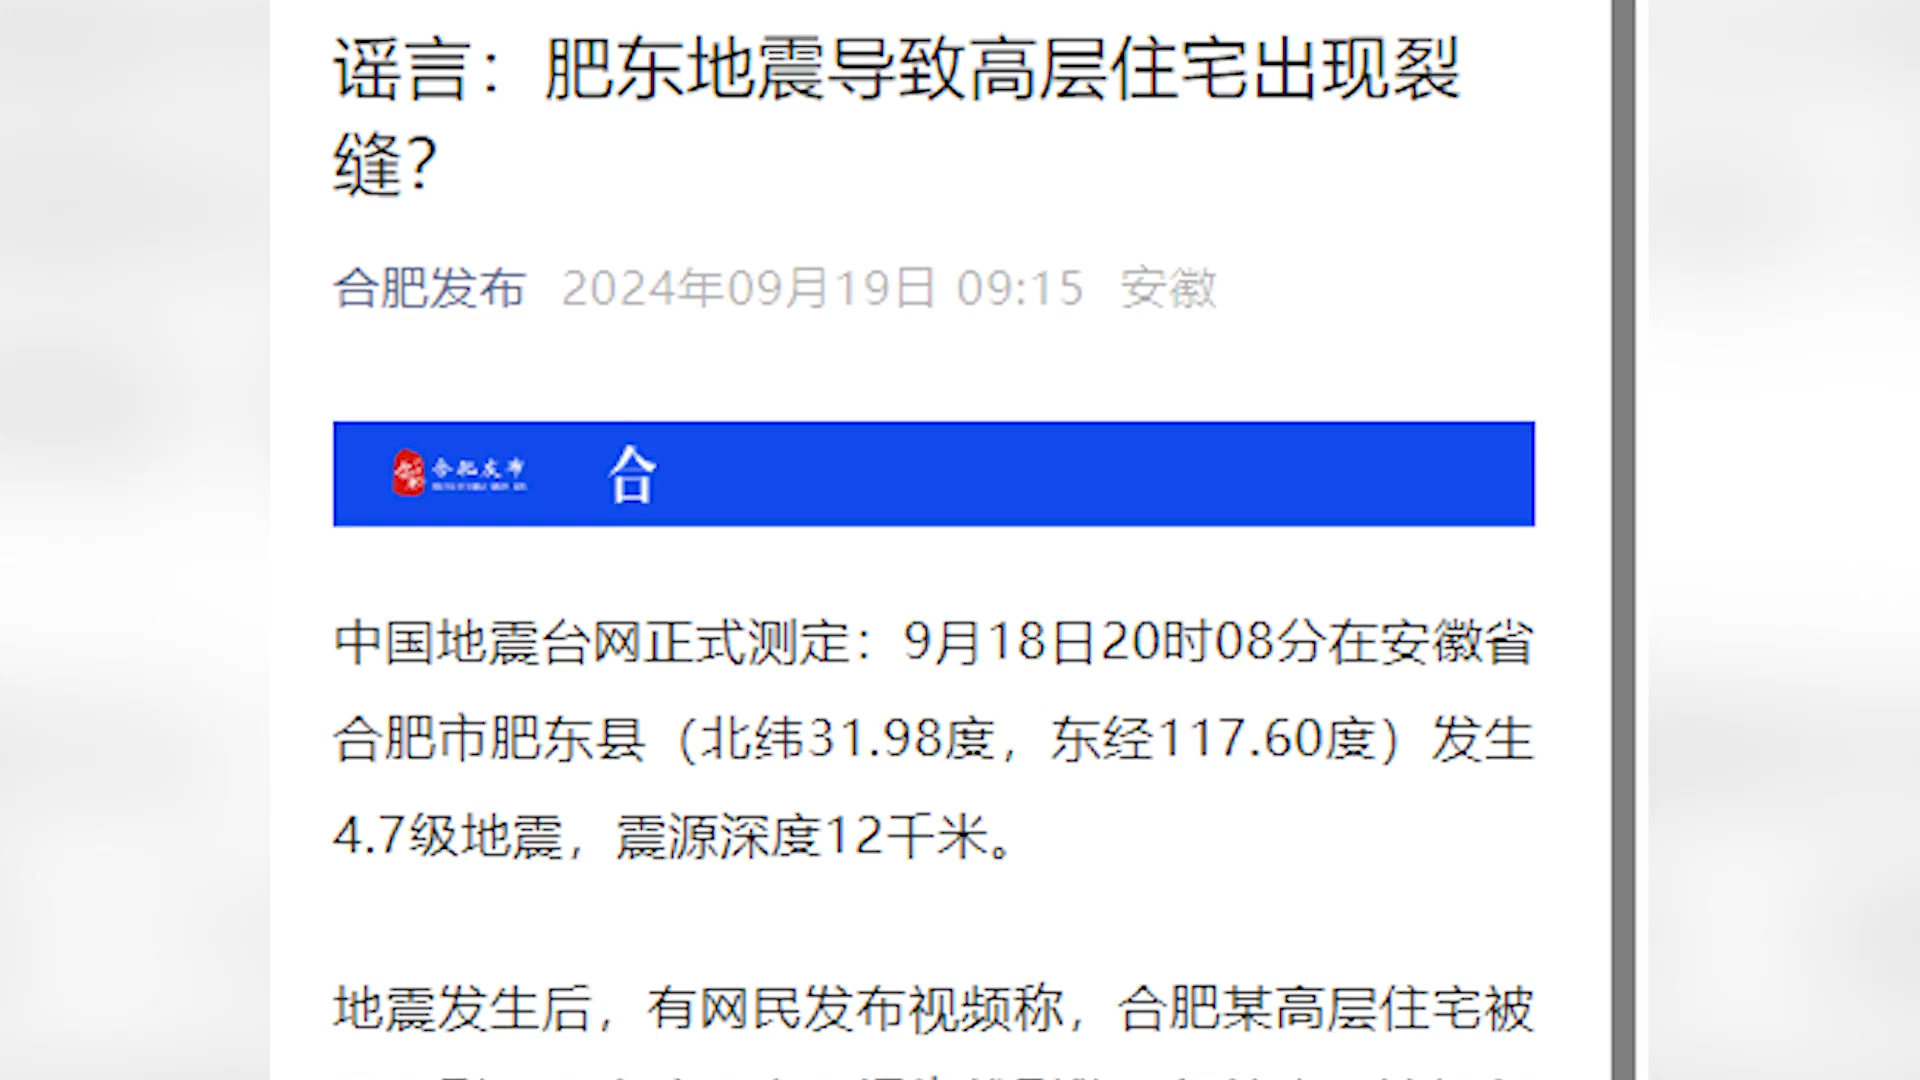 谣言：肥东地震导致高层住宅出现裂
缝？
合肥发布 2024年09月19日 09:15 安徽
合肥发布
合
中国地震台网正式测定：9月18日20时08分在安徽省
合肥市肥东县（北纬31.98度，东经117.60度）发生
4.7级地震，震源深度12千米。
地震发生后，有网民发布视频称，合肥某高层住宅被